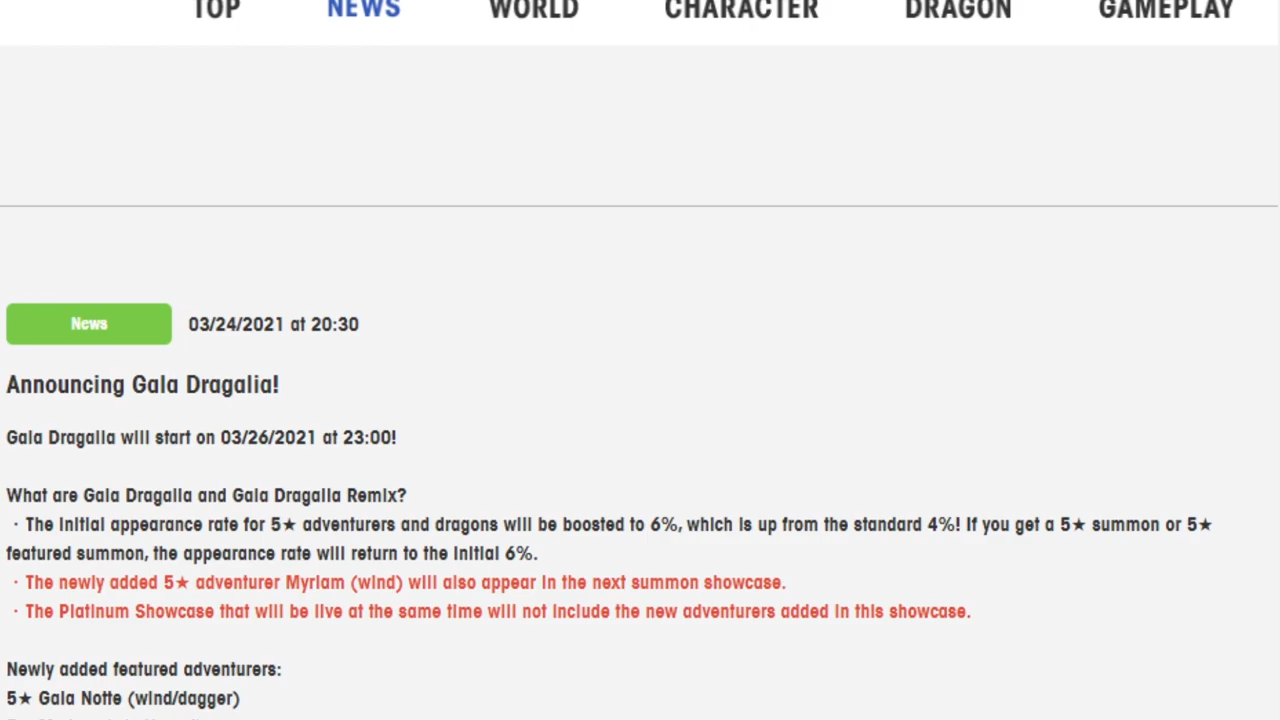 TOP NEWS WORLD CHARACTER DRAGON GAMEPLAY
News 03/24/2021 at 20:30
Announcing Gala Dragalia!
Gala Dragalia will start on 03/26/2021 at 23:00!
What are Gala Dragalia and Gala Dragalia Remix?
・The initial appearance rate for 5★ adventurers and dragons will be boosted to 6%, which is up from the standard 4%! If you get a 5★ summon or 5★
featured summon, the appearance rate will return to the initial 6%.
・The newly added 5★ adventurer Myriam (wind) will also appear in the next summon showcase.
・The Platinum Showcase that will be live at the same time will not include the new adventurers added in this showcase.
Newly added featured adventurers:
5★ Gala Notte (wind/dagger)